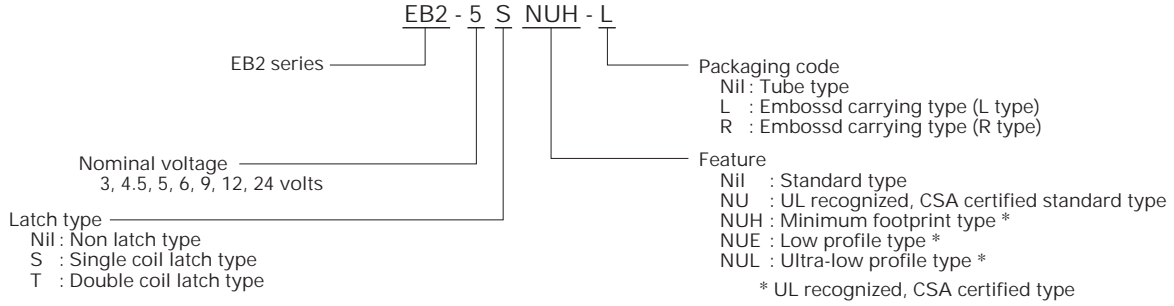 EB2 - 5 S NUH - L
EB2 series
Packaging code
Nil : Tube type
L : Embossd carrying type (L type)
R : Embossd carrying type (R type)
Nominal voltage
3, 4.5, 5, 6, 9, 12, 24 volts
Feature
Nil : Standard type
NU : UL recognized, CSA certified standard type
NUH : Minimum footprint type *
NUE : Low profile type *
NUL : Ultra-low profile type *
* UL recognized, CSA certified type
Latch type
Nil : Non latch type
S : Single coil latch type
T : Double coil latch type